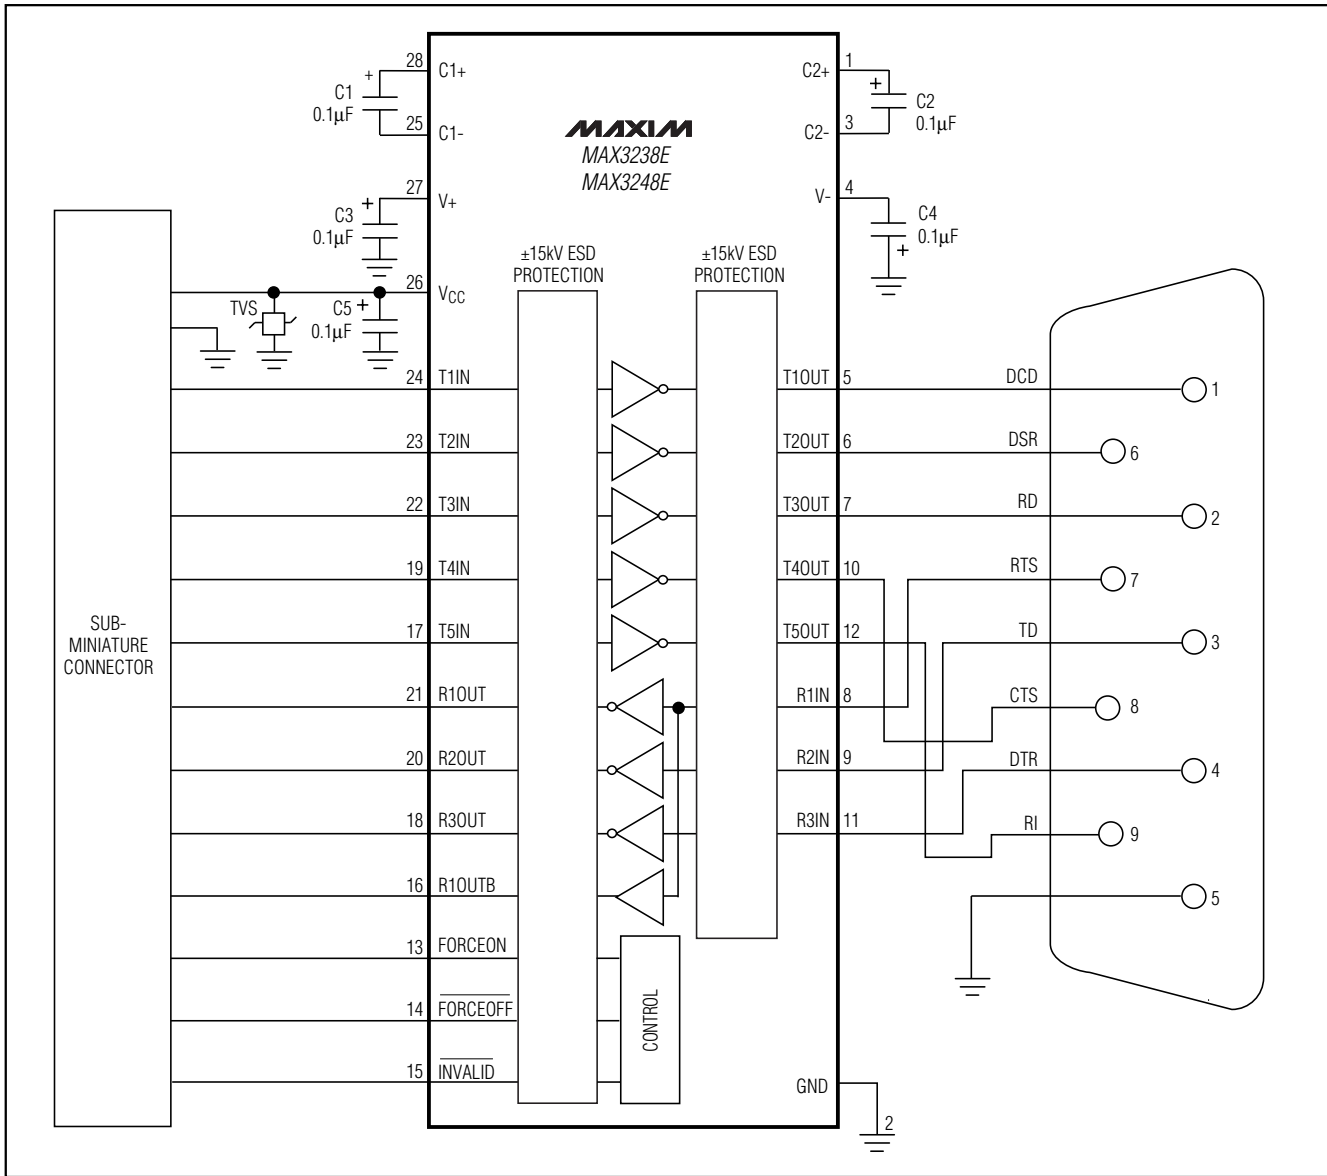 28
C1+
+
C1
0.1µF
25
C1-
C2+
1
+
C2
0.1µF
C2-
3
MAXIM
MAX3238E
MAX3248E
27
V+
+
C3
0.1µF
V-
4
C4
0.1µF
+
±15kV ESD
PROTECTION
±15kV ESD
PROTECTION
26
VCC
TVS
C5
+
0.1µF
24
T1IN
T1OUT
5
DCD
1
23
T2IN
T2OUT
6
DSR
6
22
T3IN
T3OUT
7
RD
2
19
T4IN
T4OUT
10
RTS
7
SUB-
MINIATURE
CONNECTOR
17
T5IN
T5OUT
12
TD
3
21
R1OUT
R1IN
8
CTS
8
20
R2OUT
R2IN
9
DTR
4
18
R3OUT
R3IN
11
RI
9
16
R1OUTB
5
13
FORCEON
14
FORCEOFF
CONTROL
15
INVALID
GND
2